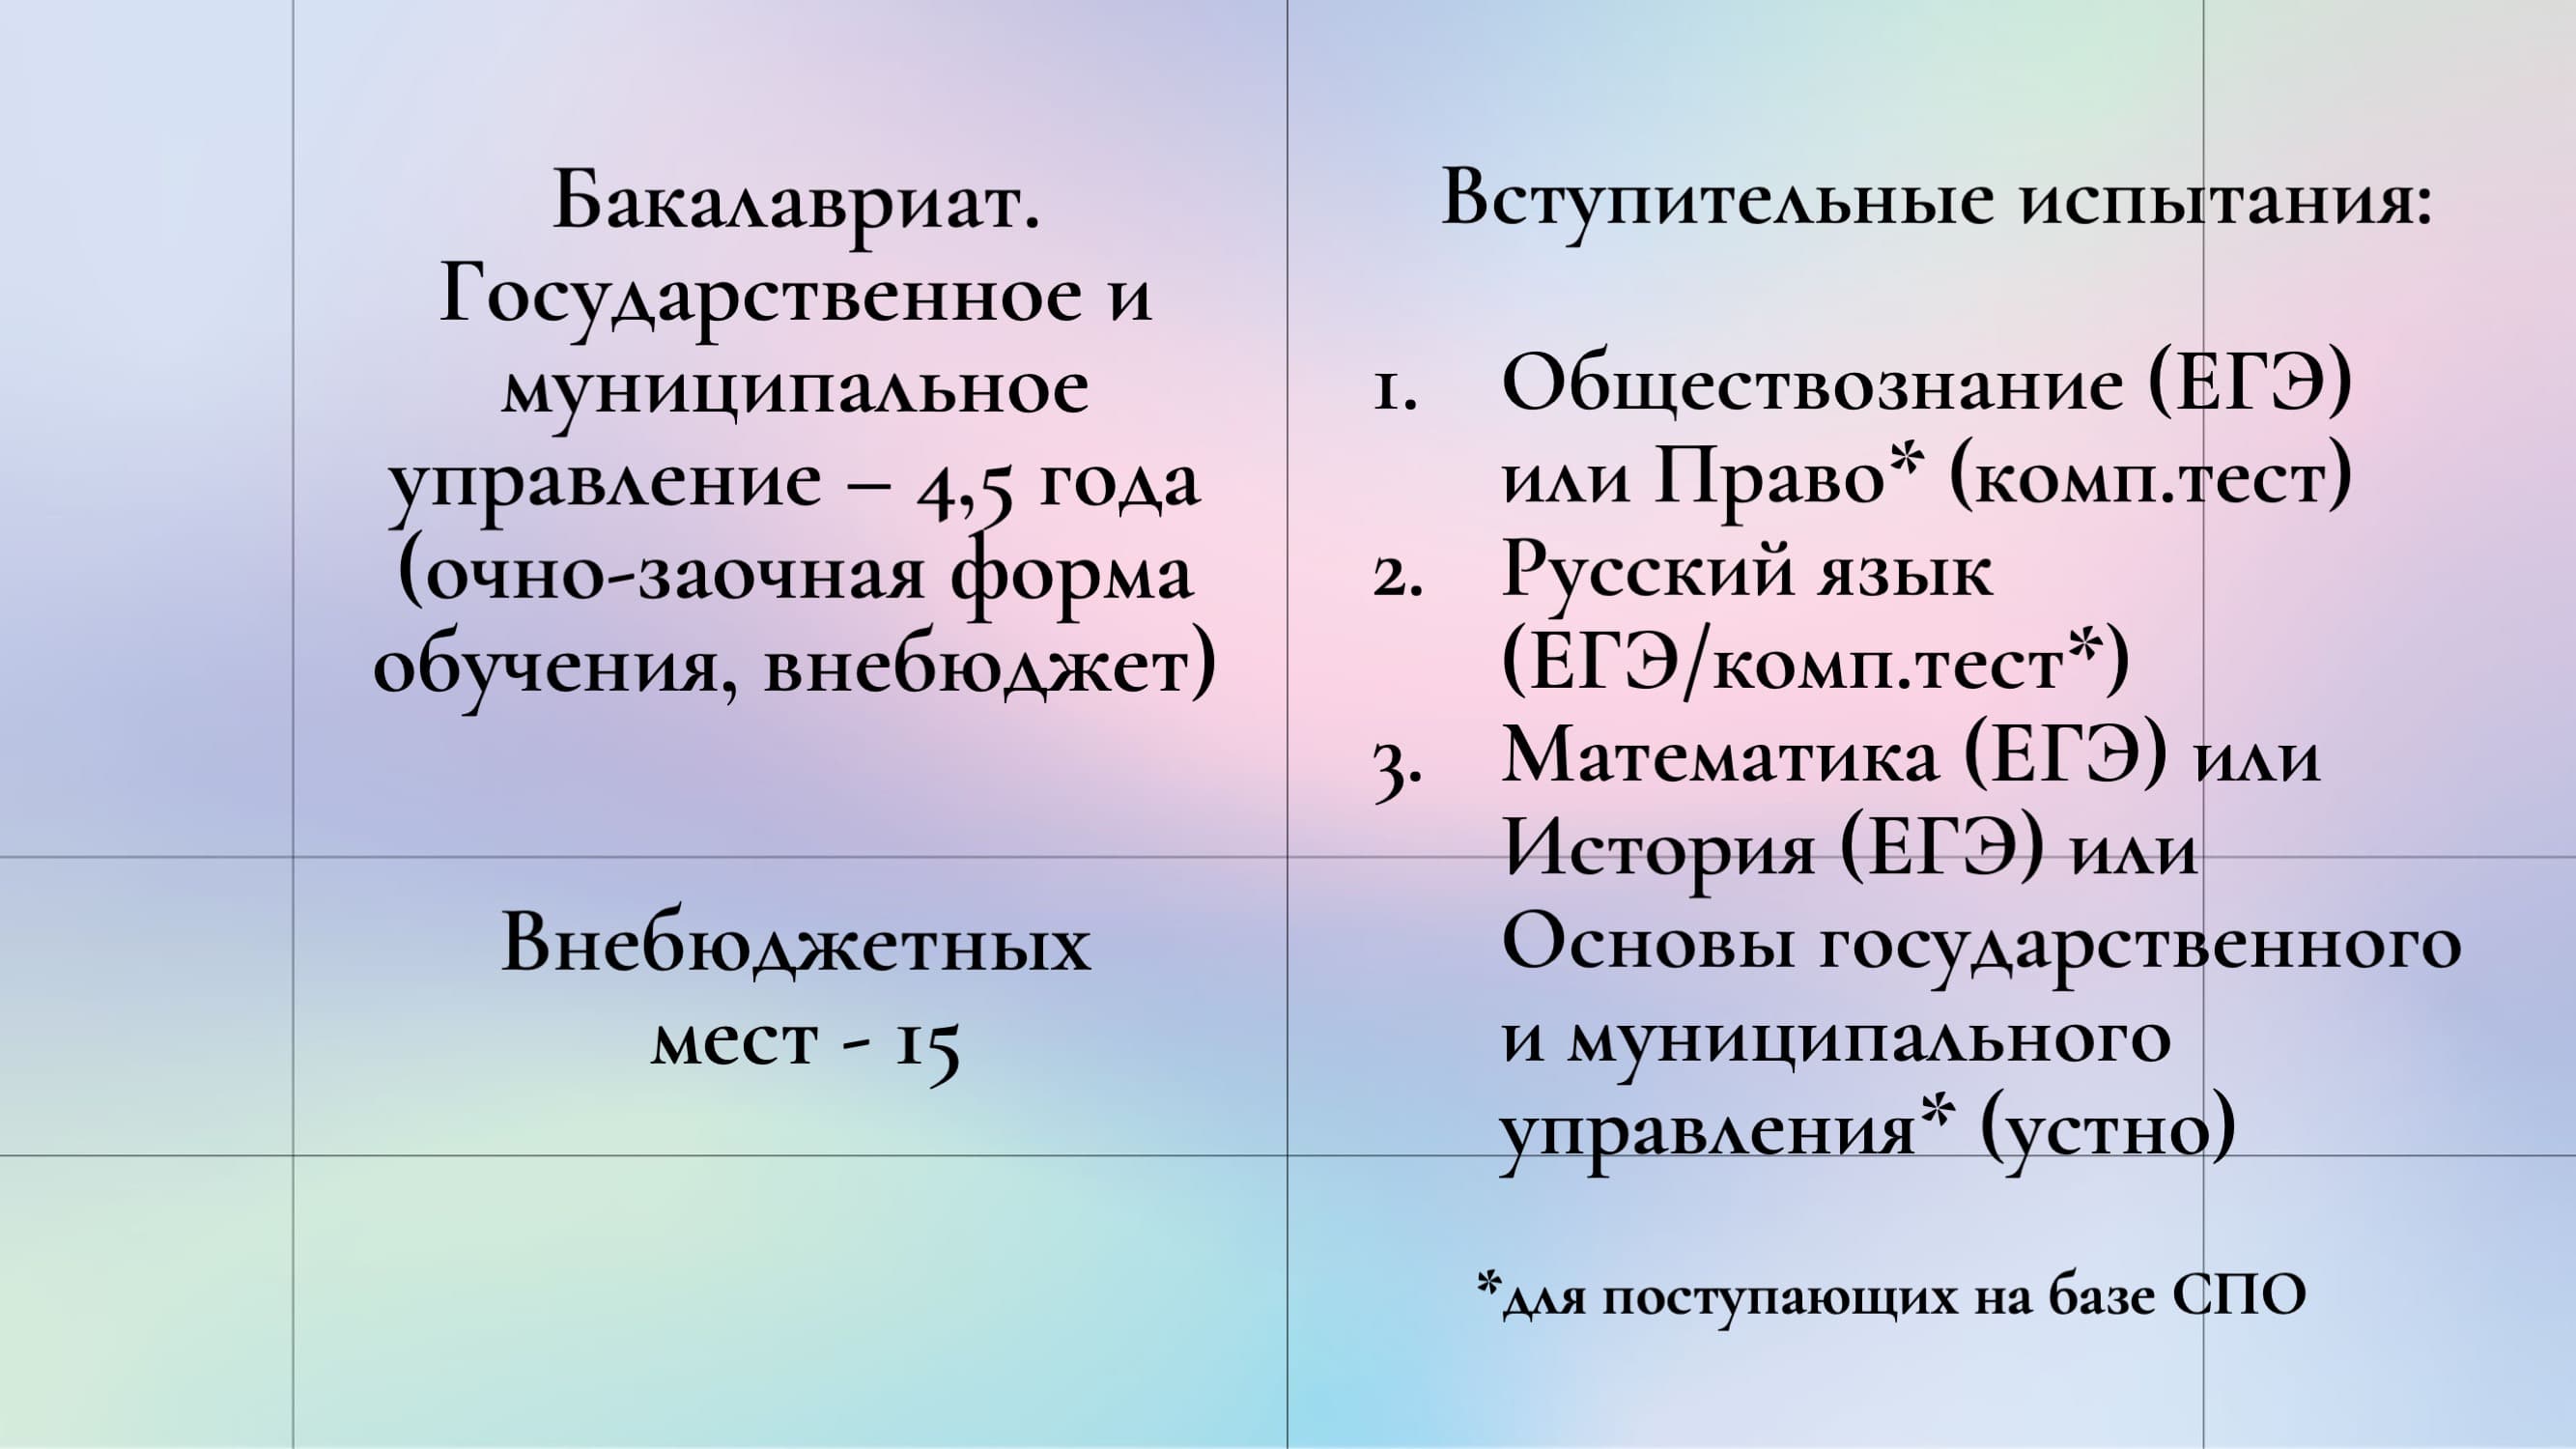 Бакалавриат.
Государственное и
муниципальное
управление – 4,5 года
(очно-заочная форма
обучения, внебюджет)
Внебюджетных
мест - 15
Вступительные испытания:
1. Обществознание (ЕГЭ)
или Право* (комп.тест)
2. Русский язык
(ЕГЭ/комп.тест*)
3. Математика (ЕГЭ) или
История (ЕГЭ) или
Основы государственного
и муниципального
управления* (устно)
*для поступающих на базе СПО